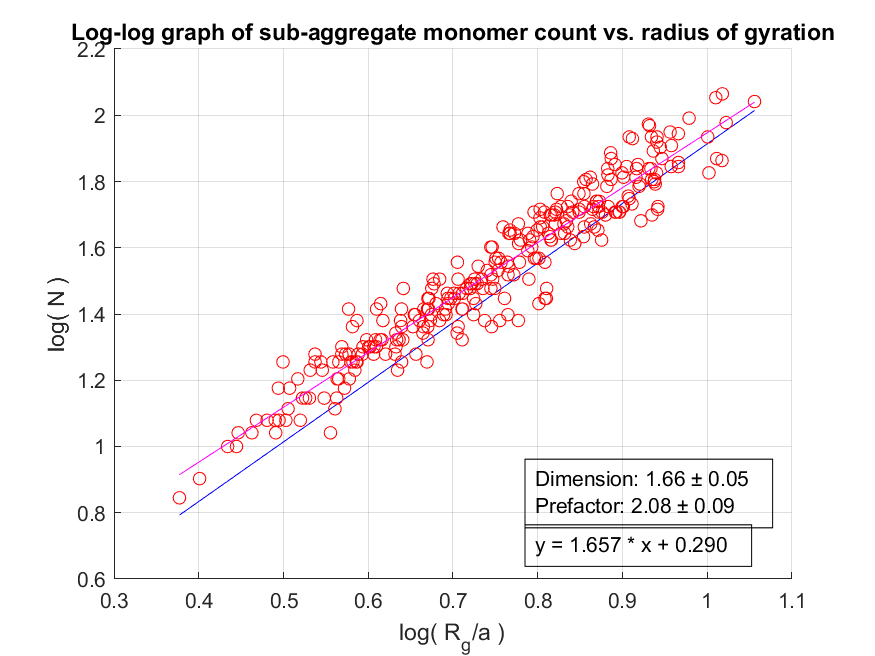 Log-log graph of sub-aggregate monomer count vs. radius of gyration
2.2
2
1.8
1.6
1.4
1.2
1
0.8
0.6
log( N )
Dimension: 1.66 ± 0.05
Prefactor: 2.08 ± 0.09
y = 1.657 * x + 0.290
0.3 0.4 0.5 0.6 0.7 0.8 0.9 1 1.1
log( R_g/a )